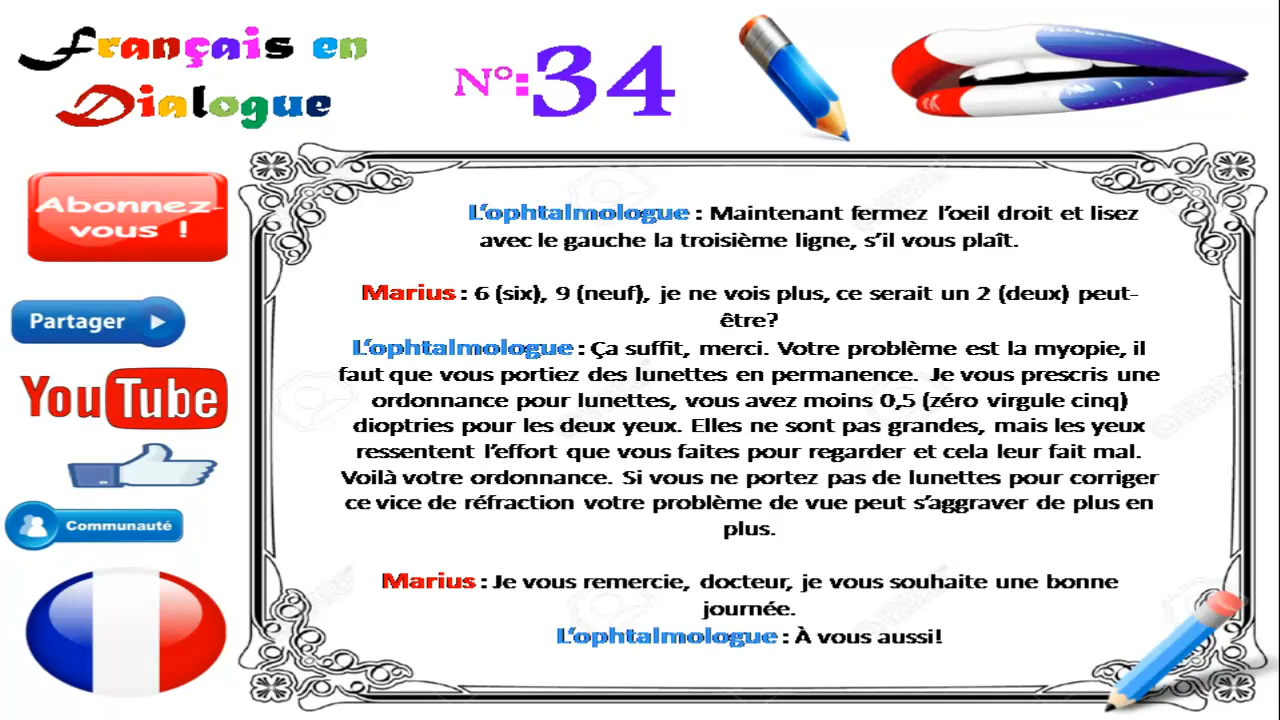 Français en
Dialogue
N°:34
Abonnez-
vous !
Partager
YouTube
Communauté
L'ophtalmologue : Maintenant fermez l'oeil droit et lisez
avec le gauche la troisième ligne, s'il vous plaît.
Marius : 6 (six), 9 (neuf), je ne vois plus, ce serait un 2 (deux) peut-
être?
L'ophtalmologue : Ça suffit, merci. Votre problème est la myopie, il
faut que vous portiez des lunettes en permanence. Je vous prescris une
ordonnance pour lunettes, vous avez moins 0,5 (zéro virgule cinq)
dioptries pour les deux yeux. Elles ne sont pas grandes, mais les yeux
ressentent l'effort que vous faites pour regarder et cela leur fait mal.
Voilà votre ordonnance. Si vous ne portez pas de lunettes pour corriger
ce vice de réfraction votre problème de vue peut s'aggraver de plus en
plus.
Marius : Je vous remercie, docteur, je vous souhaite une bonne
journée.
L'ophtalmologue : À vous aussi!